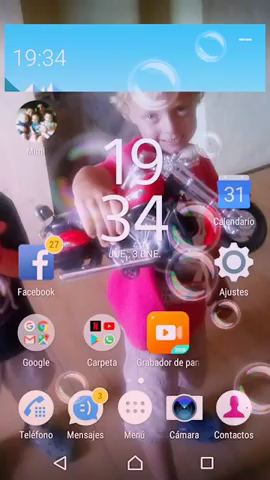 19:34
Mimi
19
34
JUE., 3 ENE.
31
Calendario
27
Facebook
Ajustes
Google
Carpeta
Grabador de pan
3
Teléfono
Mensajes
Menú
Cámara
Contactos